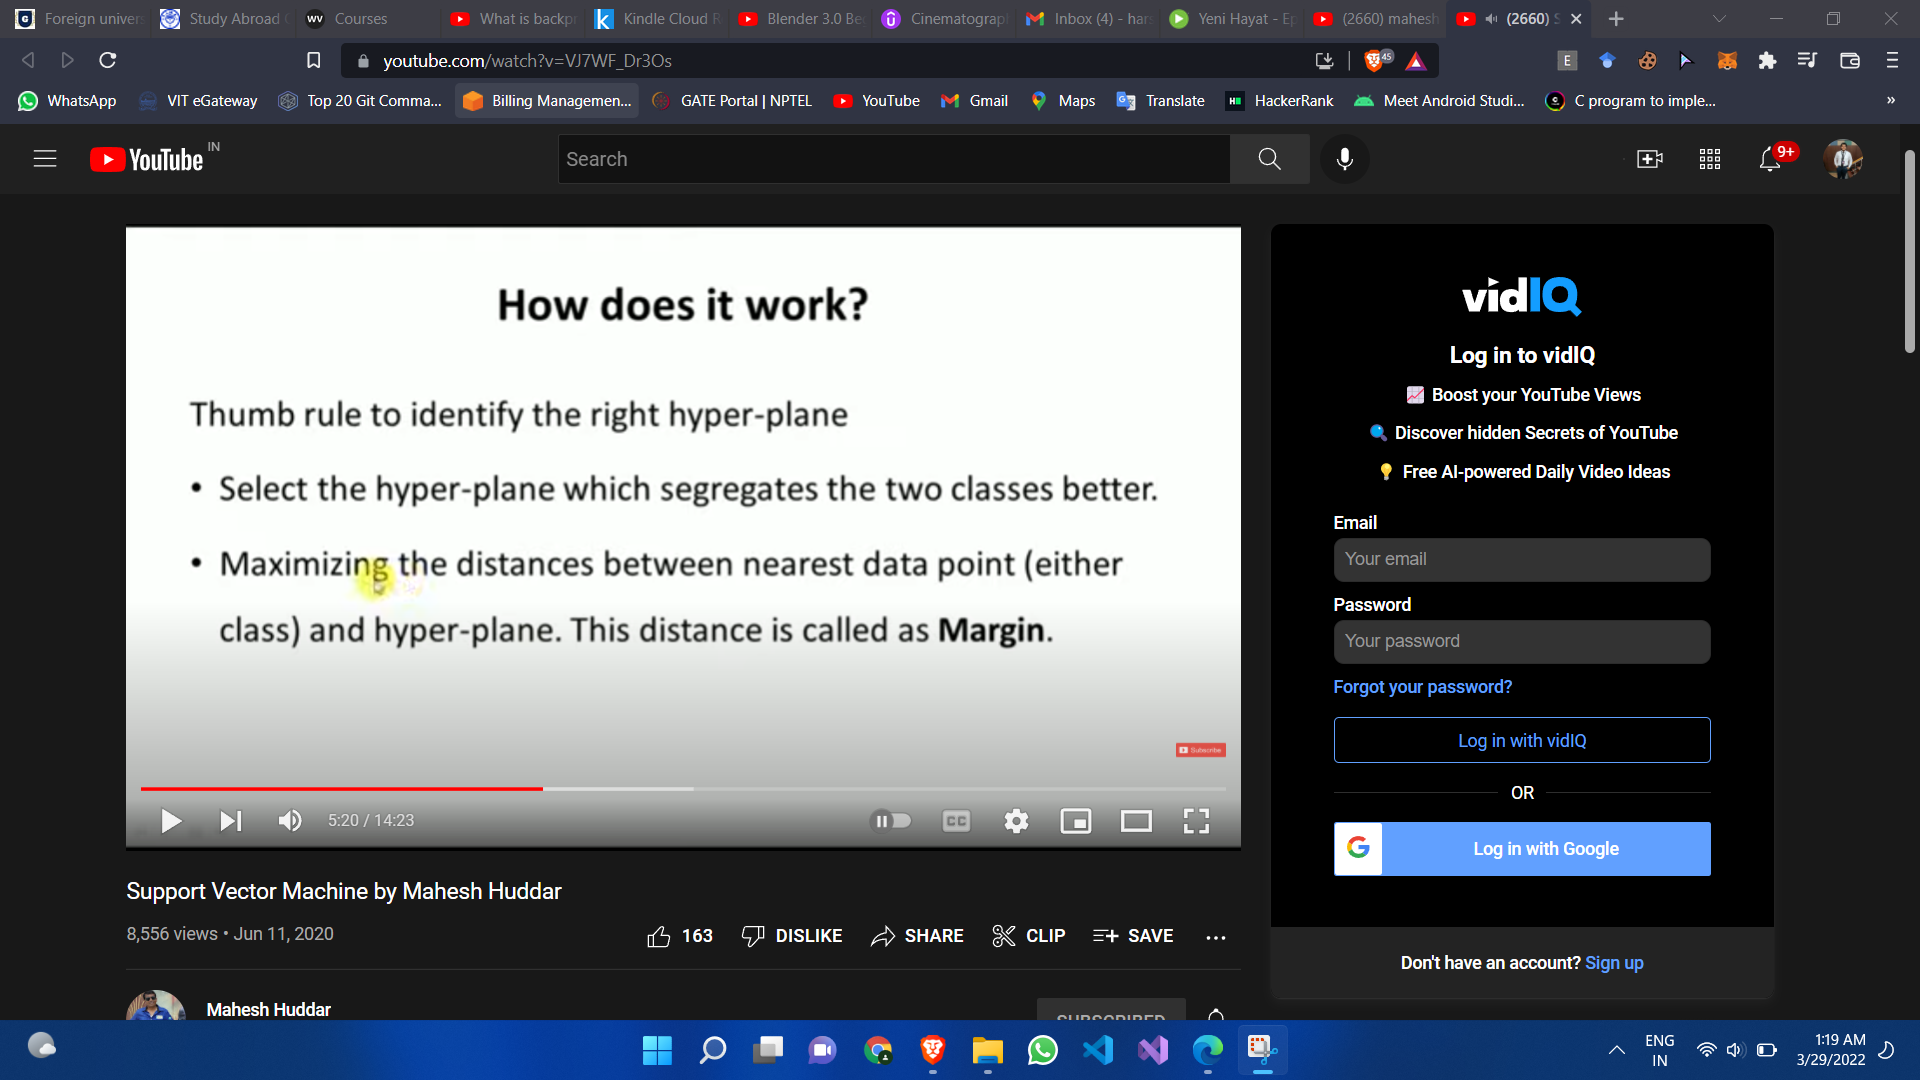 Foreign univer
Study Abroad
Courses
What is backp
Kindle Cloud R
Blender 3.0 Be
Cinematograp
Inbox (4) - har
Yeni Hayat - Ep
(2660) mahesh
(2660) S
youtube.com/watch?v=VJ7WF_Dr3Os
45
E
WhatsApp
VIT eGateway
Top 20 Git Comma...
Billing Managemen...
GATE Portal | NPTEL
YouTube
Gmail
Maps
Translate
HackerRank
Meet Android Studi...
C program to imple...
»
YouTube IN
Search
9+
How does it work?
Thumb rule to identify the right hyper-plane
• Select the hyper-plane which segregates the two classes better.
• Maximizing the distances between nearest data point (either
class) and hyper-plane. This distance is called as Margin.
Subscribe
5:20 / 14:23
CC
Support Vector Machine by Mahesh Huddar
8,556 views • Jun 11, 2020
163
DISLIKE
SHARE
CLIP
SAVE
Mahesh Huddar
SUBSCRIBED
vidIQ
Log in to vidIQ
Boost your YouTube Views
Discover hidden Secrets of YouTube
Free AI-powered Daily Video Ideas
Email
Your email
Password
Your password
Forgot your password?
Log in with vidIQ
OR
Log in with Google
Don't have an account? Sign up
ENG
IN
1:19 AM
3/29/2022